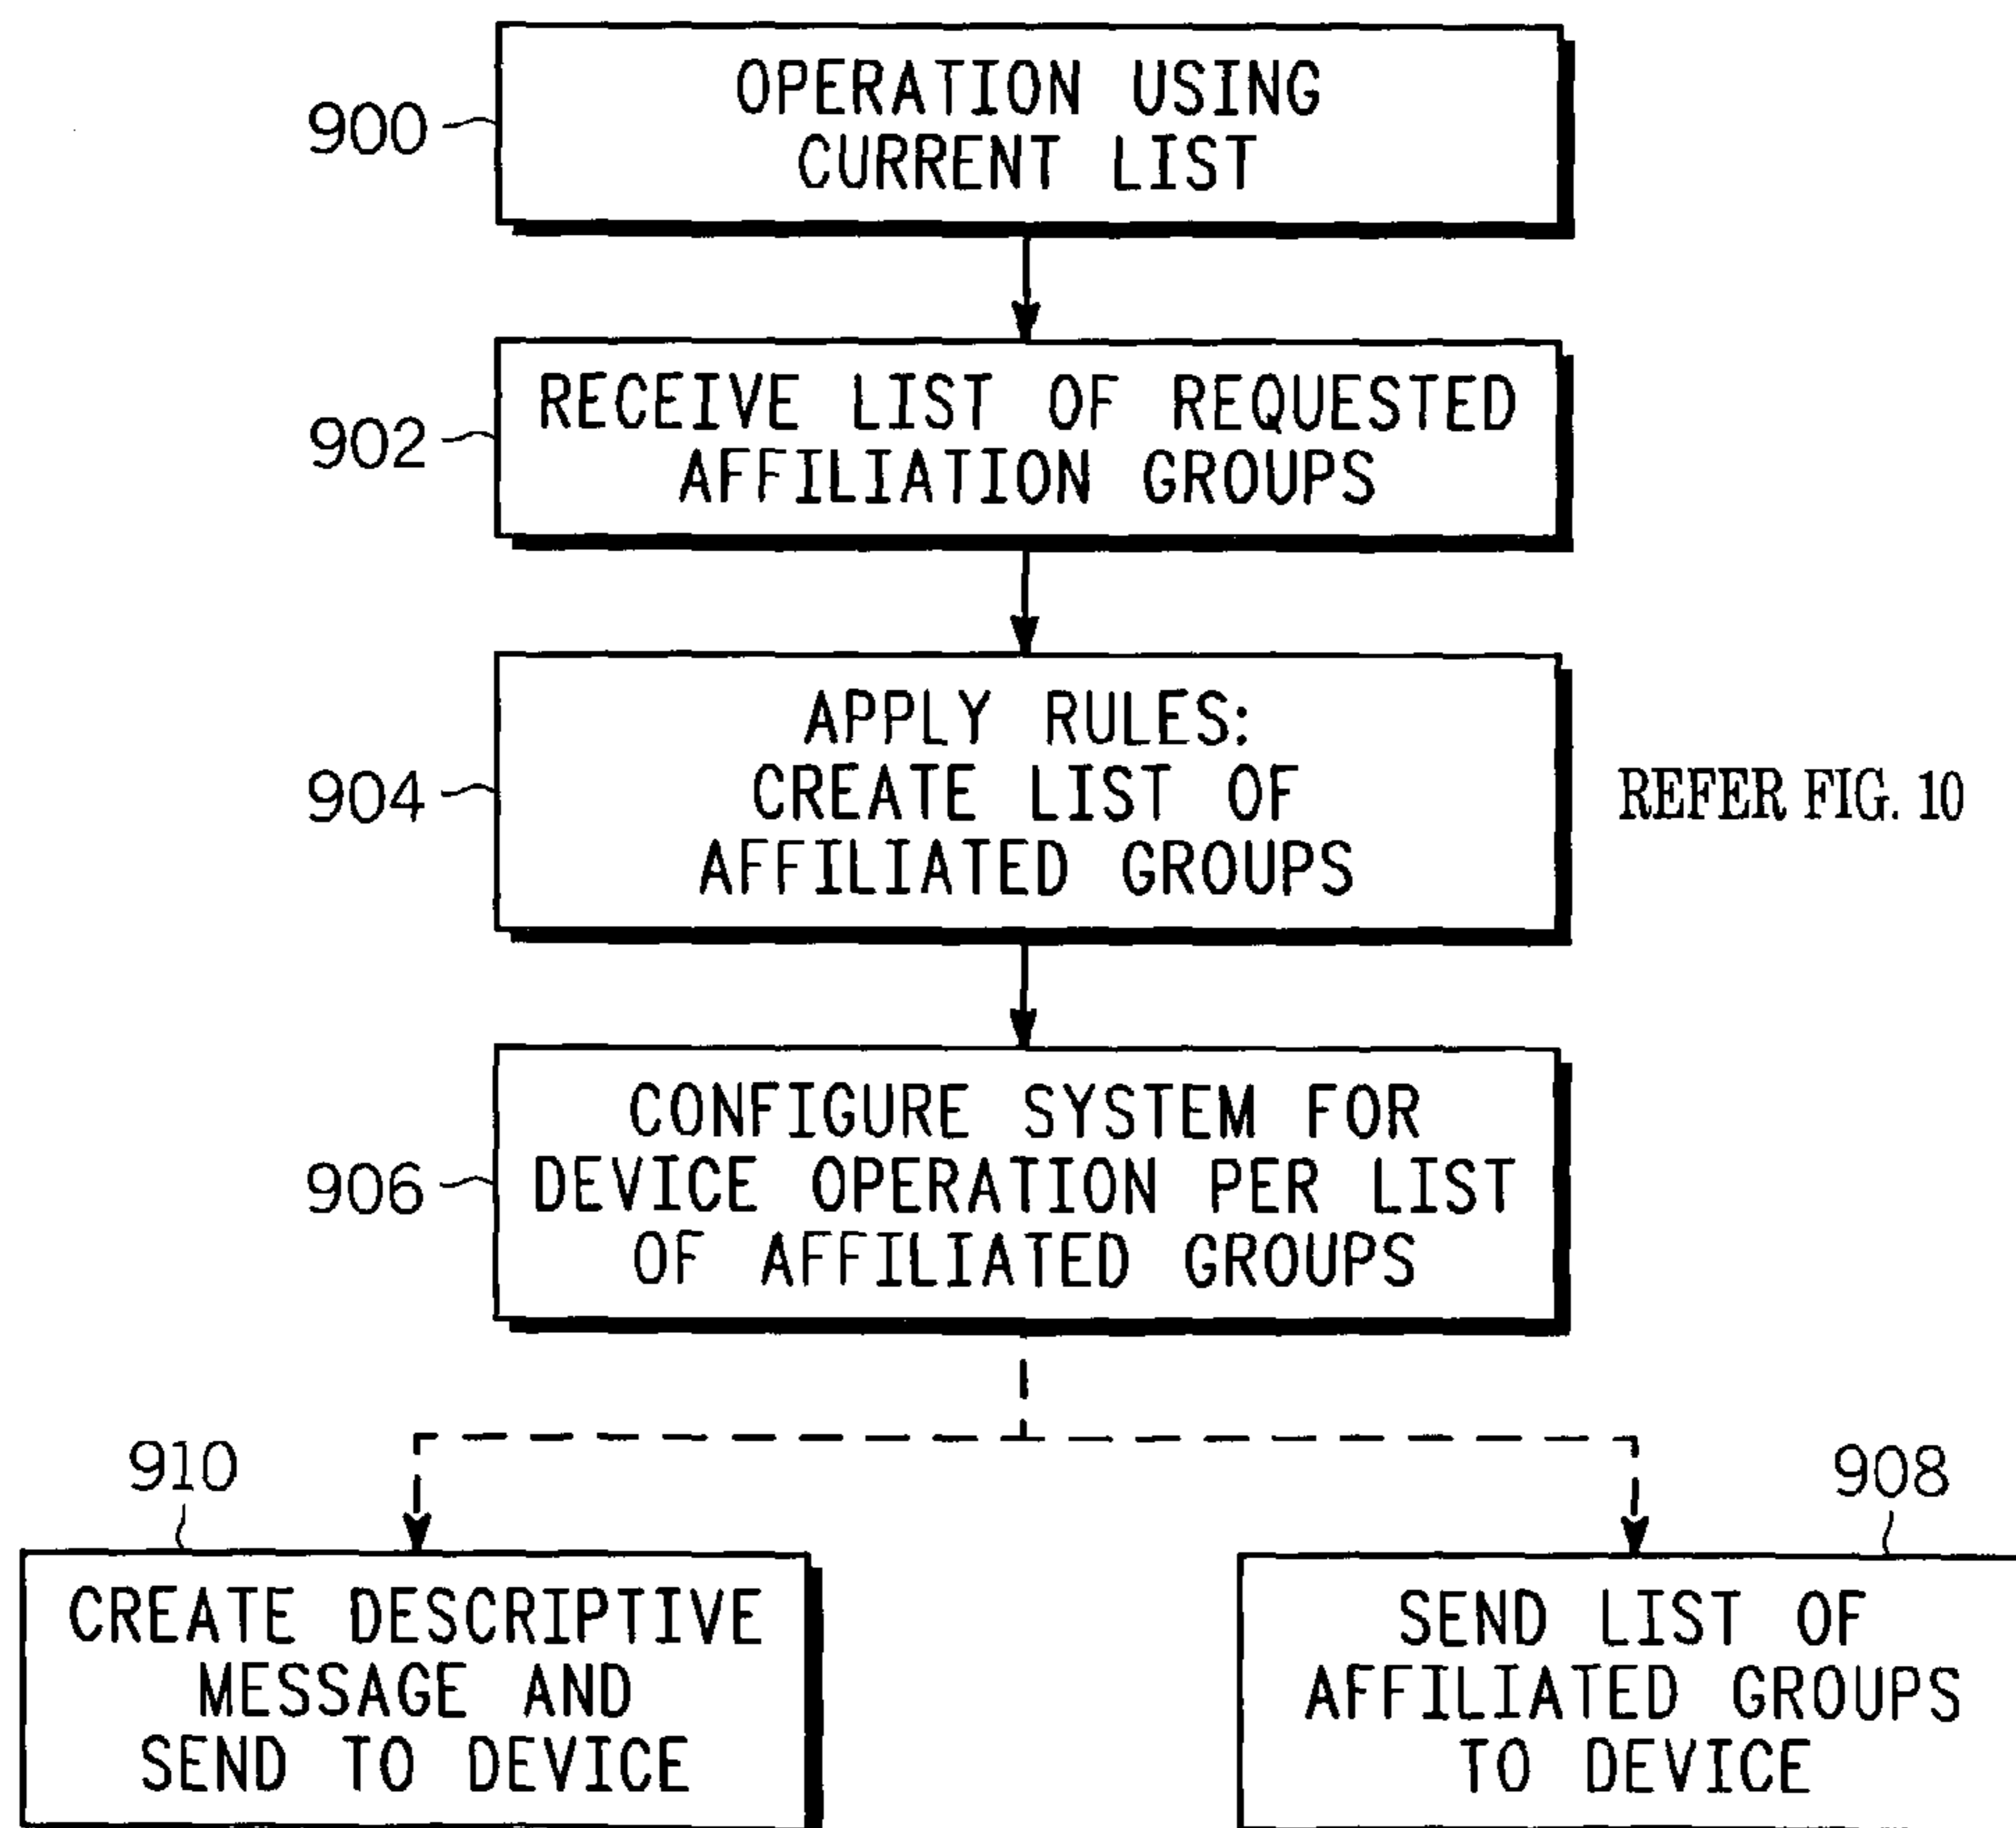 900
OPERATION USING
CURRENT LIST
902
RECEIVE LIST OF REQUESTED
AFFILIATION GROUPS
904
APPLY RULES:
CREATE LIST OF
AFFILIATED GROUPS
REFER FIG. 10
906
CONFIGURE SYSTEM FOR
DEVICE OPERATION PER LIST
OF AFFILIATED GROUPS
910
CREATE DESCRIPTIVE
MESSAGE AND
SEND TO DEVICE
908
SEND LIST OF
AFFILIATED GROUPS
TO DEVICE